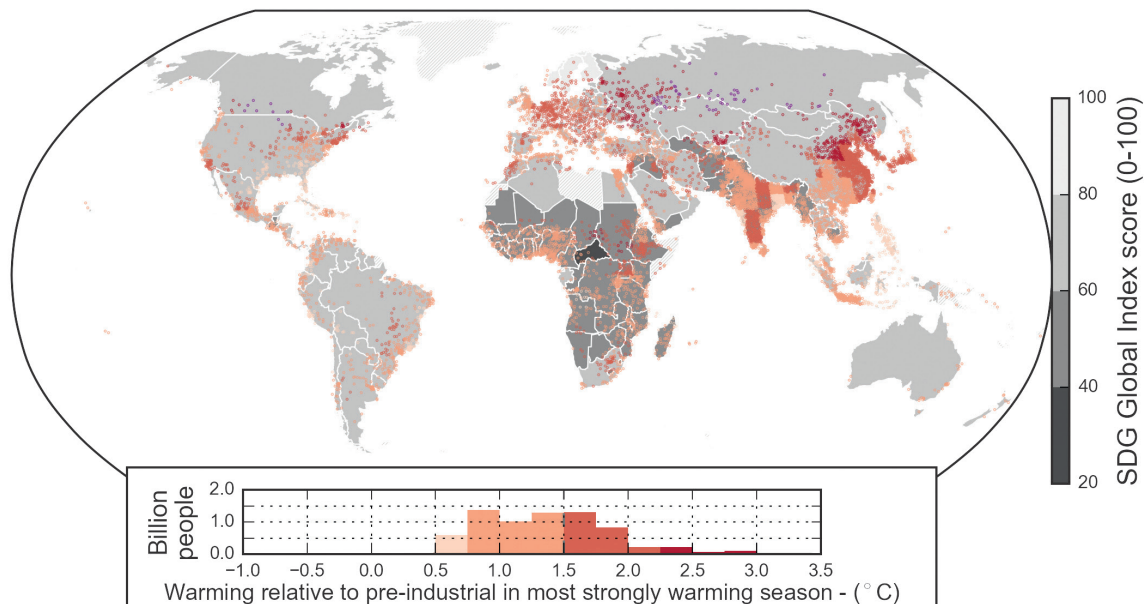 100
80
60
40
20
SDG Global Index score (0-100)
Billion
people
2.0
1.0
0.0
−1.0 −0.5 0.0 0.5 1.0 1.5 2.0 2.5 3.0 3.5
Warming relative to pre-industrial in most strongly warming season - (°C)